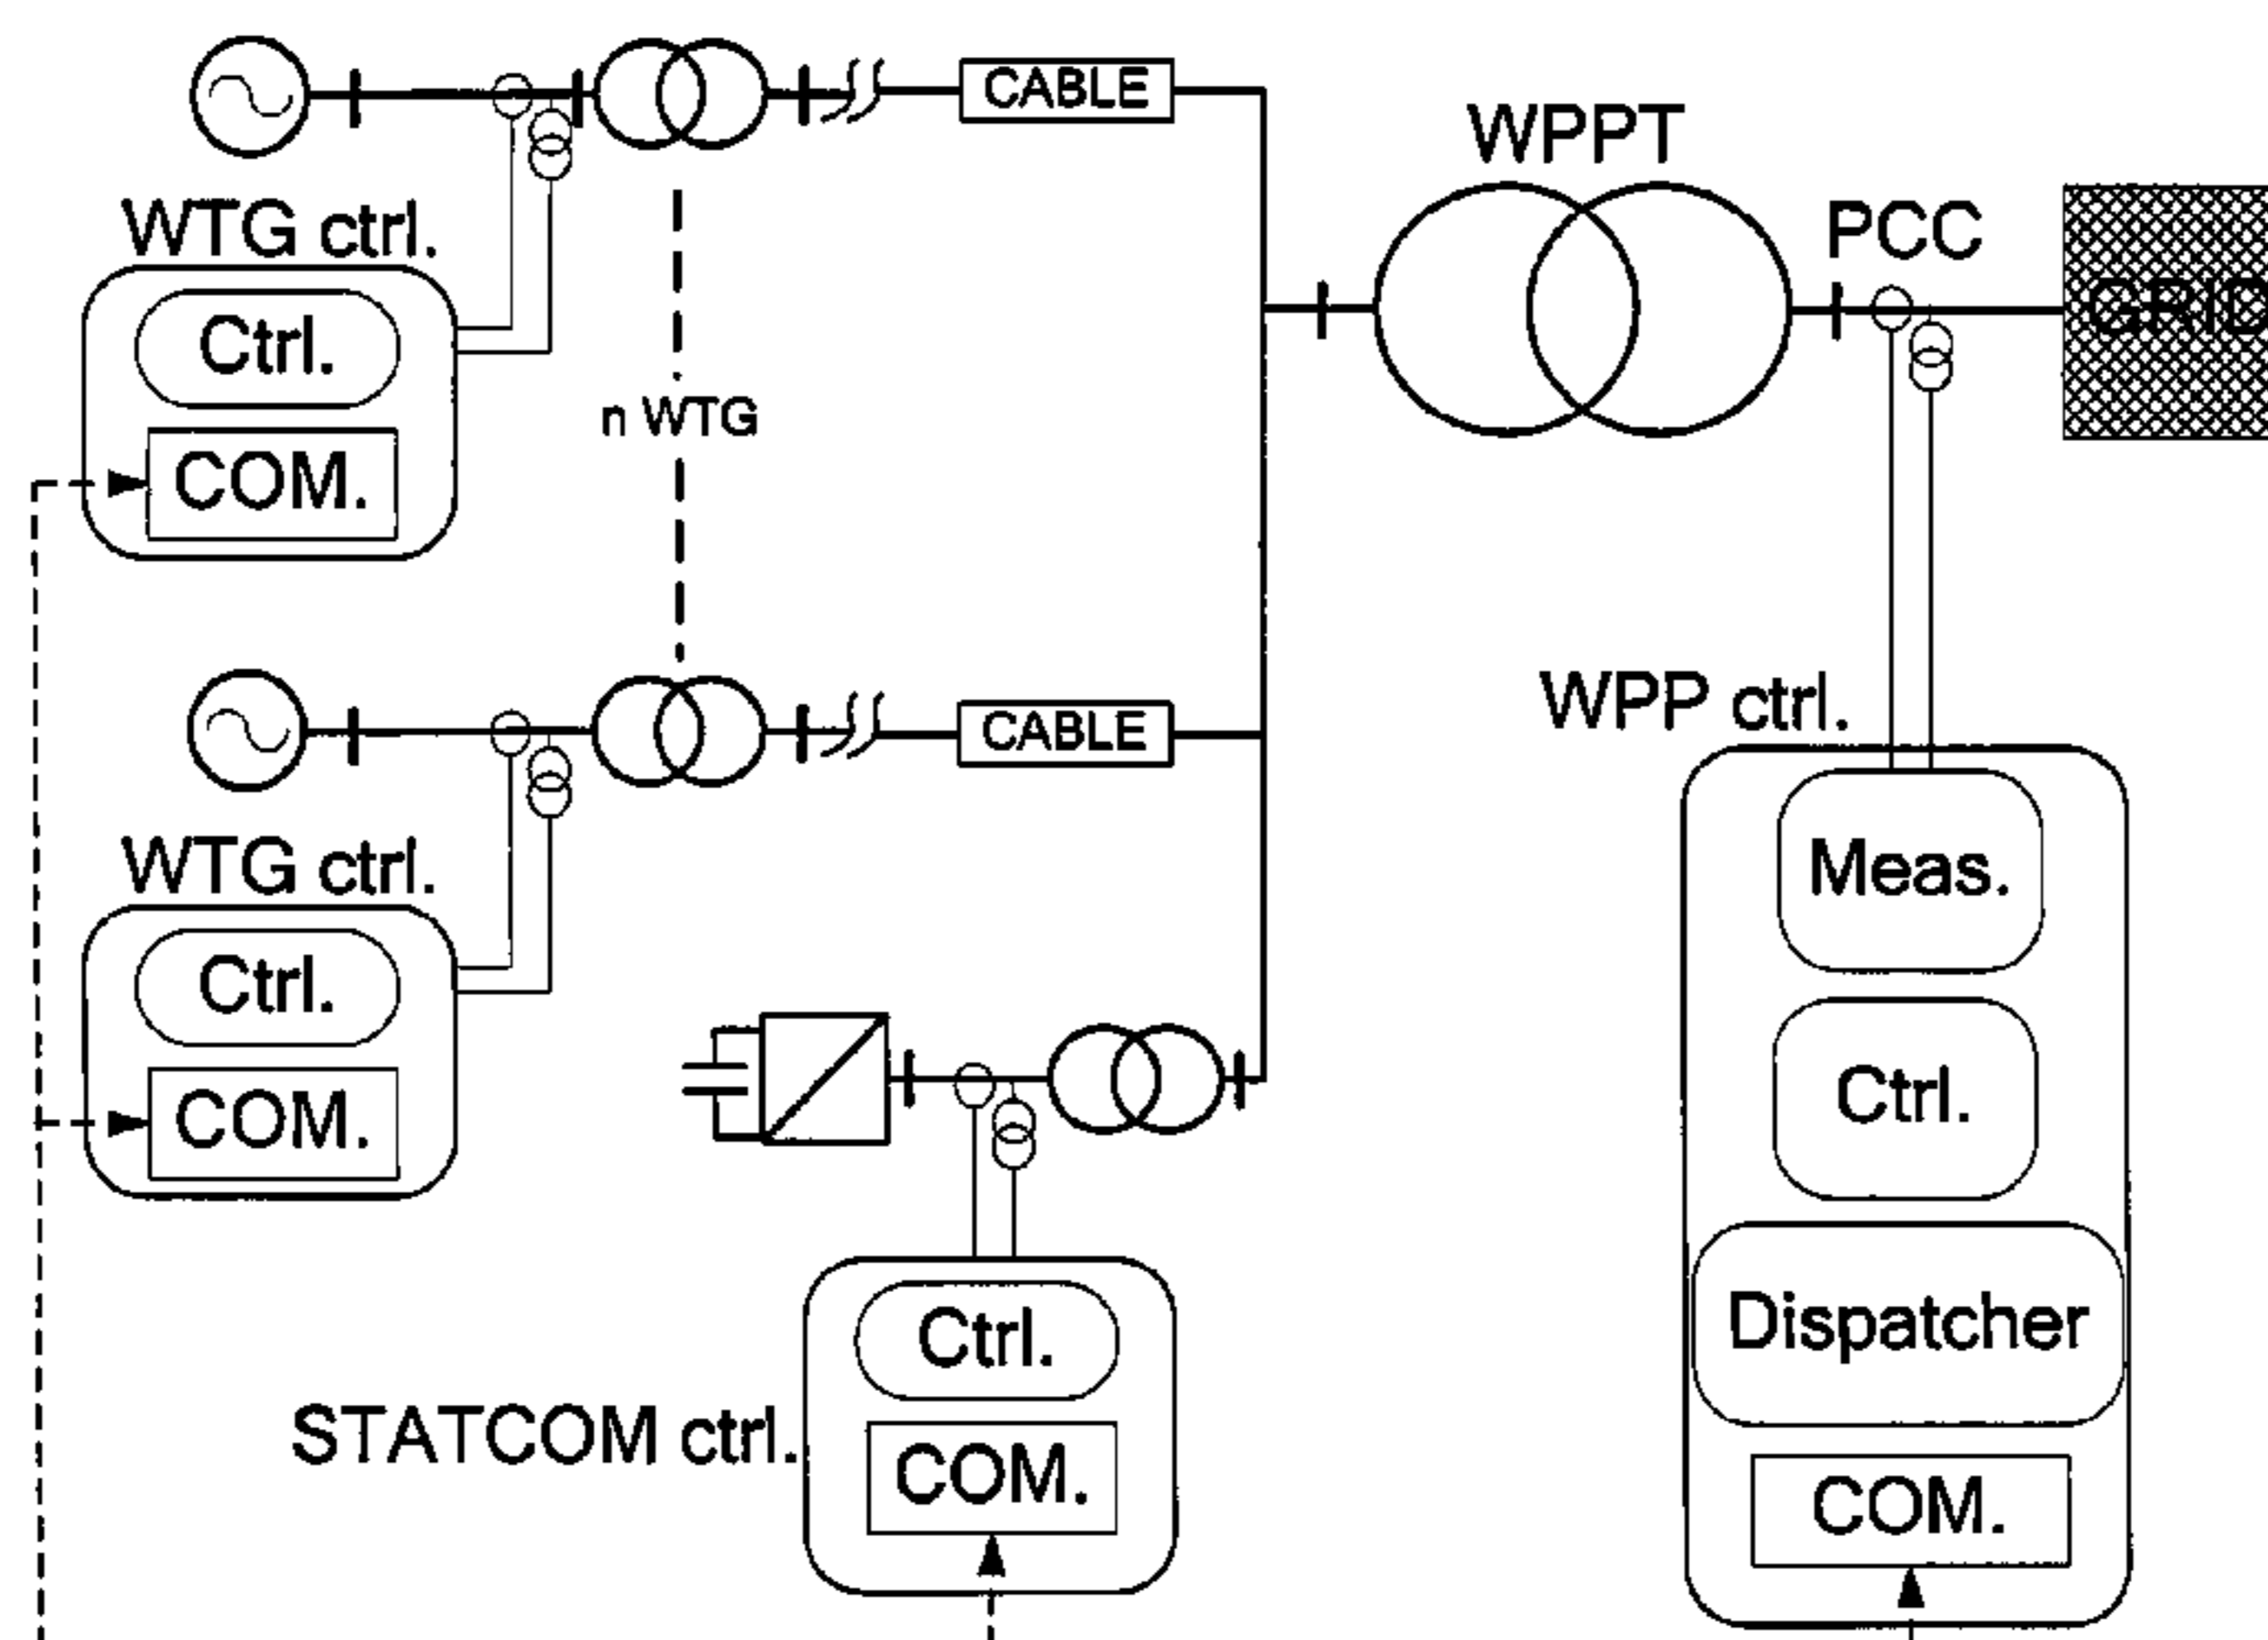 CABLE
WPPT
WTG ctrl.
PCC
GRID
Ctrl.
n WTG
COM.
CABLE
WPP ctrl.
WTG ctrl.
Meas.
Ctrl.
COM.
Ctrl.
Ctrl.
Dispatcher
STATCOM ctrl.
COM.
COM.